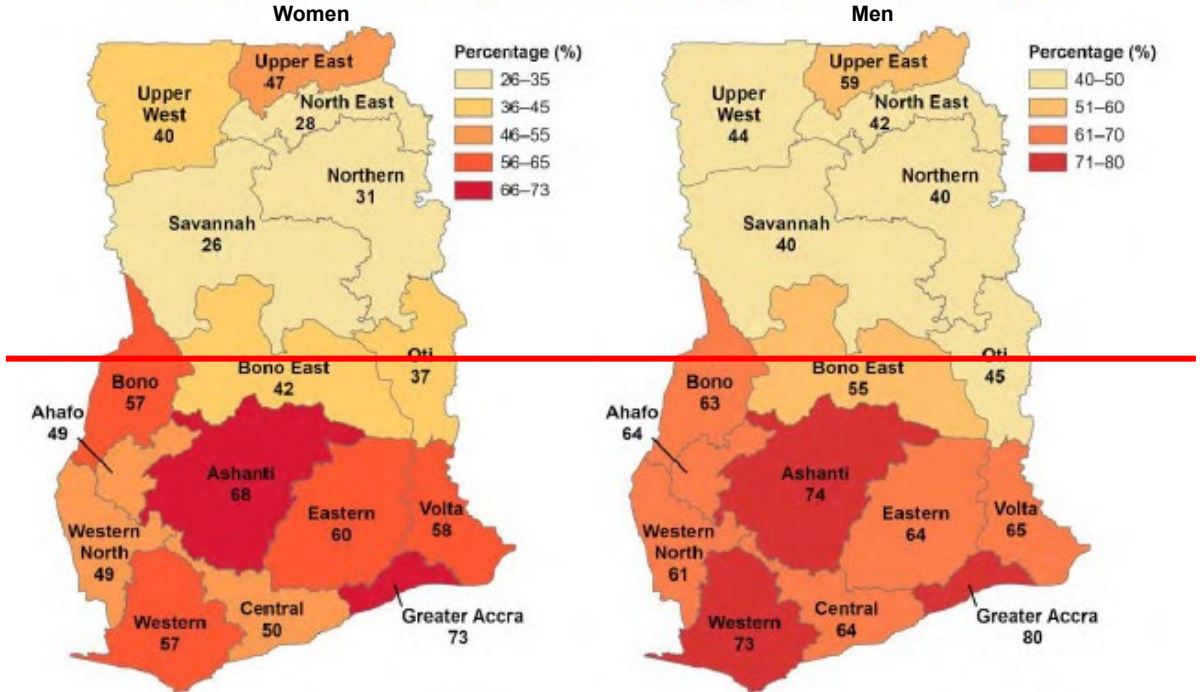 Women
Percentage (%)
26–35
36–45
46–55
56–65
66–73
Upper East
47
Upper
West
40
North East
28
Northern
31
Savannah
26
Oti
37
Bono East
42
Bono
57
Ahafo
49
Ashanti
68
Eastern
60
Volta
58
Western
North
49
Western
57
Central
50
Greater Accra
73
Men
Percentage (%)
40–50
51–60
61–70
71–80
Upper East
59
Upper
West
44
North East
42
Northern
40
Savannah
40
Oti
45
Bono East
55
Bono
63
Ahafo
64
Ashanti
74
Eastern
64
Volta
65
Western
North
61
Western
73
Central
64
Greater Accra
80